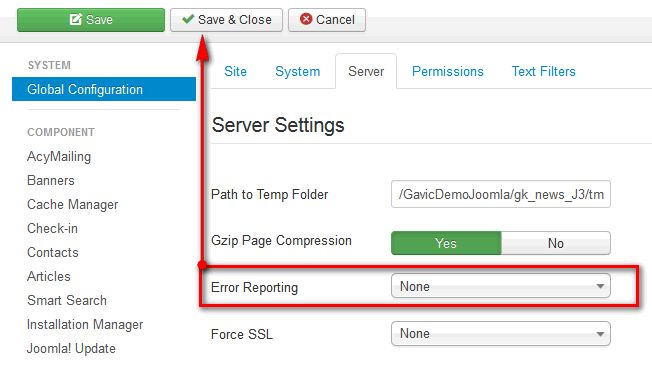 Save
Save & Close
Cancel
SYSTEM
Global Configuration
COMPONENT
AcyMailing
Banners
Cache Manager
Check-in
Contacts
Articles
Smart Search
Installation Manager
Joomla! Update
Site
System
Server
Permissions
Text Filters
Server Settings
Path to Temp Folder
/GavicDemoJoomla/gk_news_J3/tm
Gzip Page Compression
Yes
No
Error Reporting
None
Force SSL
None